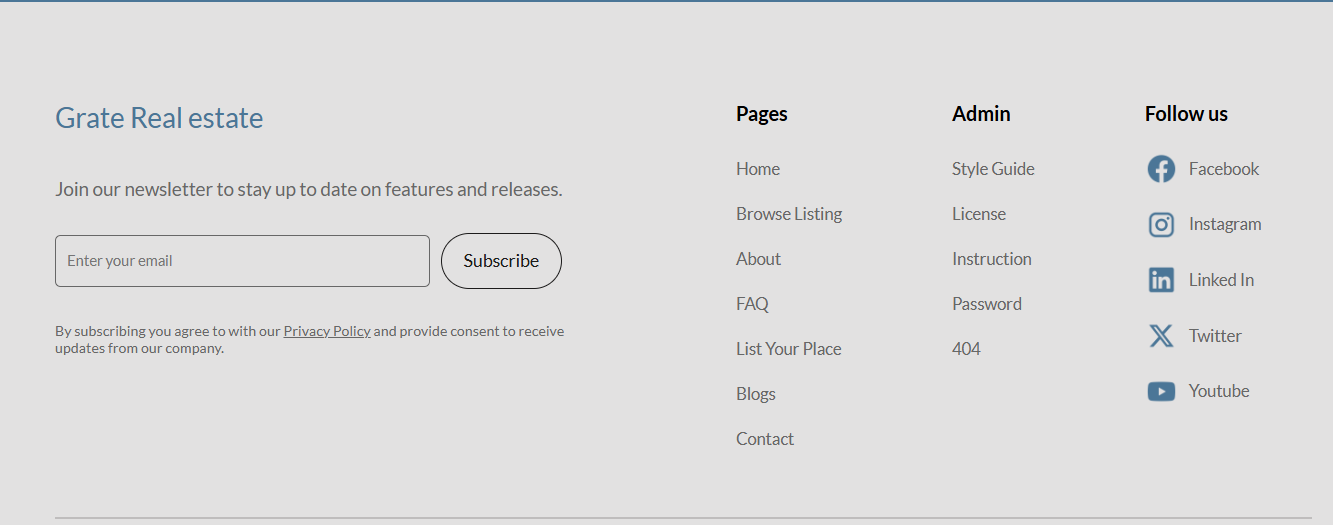 Grate Real estate
Join our newsletter to stay up to date on features and releases.
Enter your email
Subscribe
By subscribing you agree to with our Privacy Policy and provide consent to receive
updates from our company.
Pages
Home
Browse Listing
About
FAQ
List Your Place
Blogs
Contact
Admin
Style Guide
License
Instruction
Password
404
Follow us
Facebook
Instagram
Linked In
Twitter
Youtube